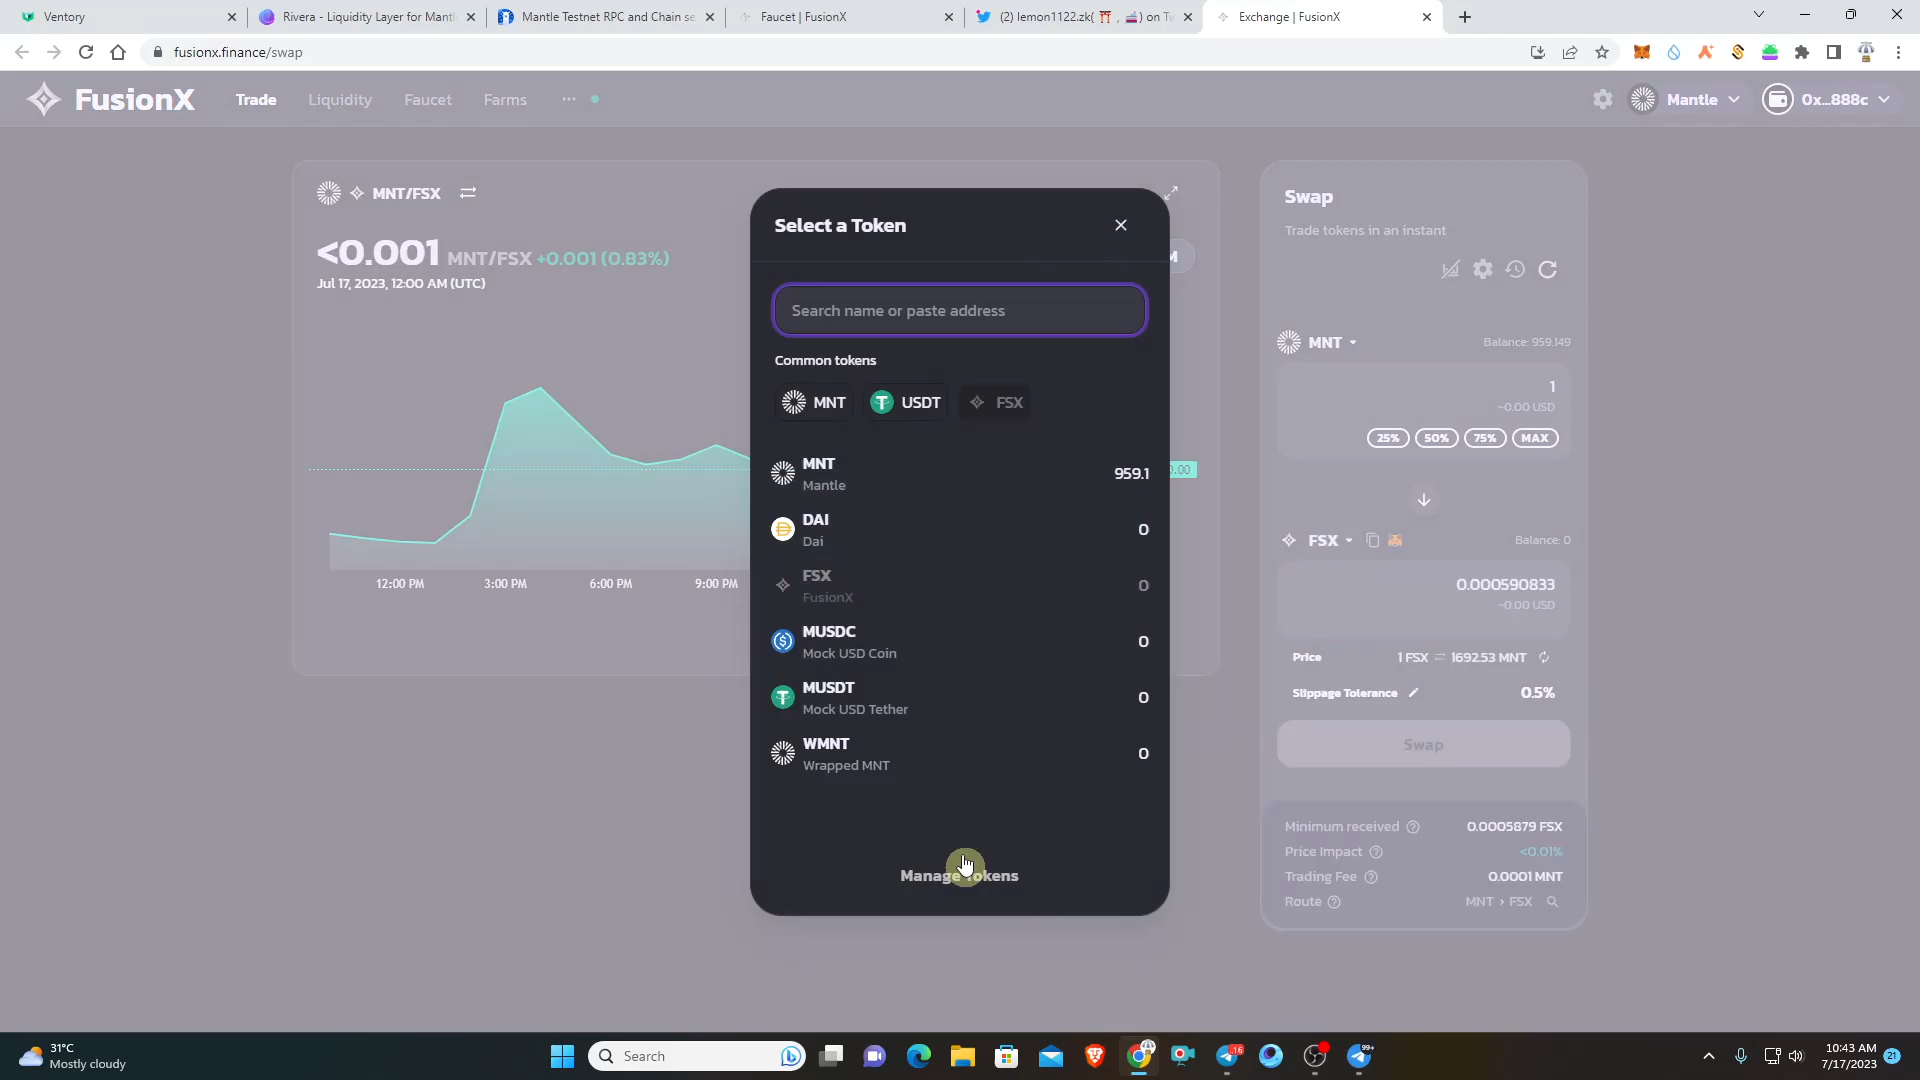 Ventory
Rivera - Liquidity Layer for Mantl
Mantle Testnet RPC and Chain se
Faucet | FusionX
(2) lemon1122.zk( ⛩️ , 🚈) on Tw
Exchange | FusionX
fusionx.finance/swap
FusionX
Trade
Liquidity
Faucet
Farms
...
Mantle
0x...888c
MNT/FSX
<0.001 MNT/FSX +0.001 (0.83%)
Jul 17, 2023, 12:00 AM (UTC)
M
0.00
12:00 PM
3:00 PM
6:00 PM
9:00 PM
Select a Token
Search name or paste address
Common tokens
MNT
USDT
FSX
MNT
Mantle
959.1
DAI
Dai
0
FSX
FusionX
0
MUSDC
Mock USD Coin
0
MUSDT
Mock USD Tether
0
WMNT
Wrapped MNT
0
Manage Tokens
Swap
Trade tokens in an instant
MNT
Balance: 959.149
1
~0.00 USD
25%
50%
75%
MAX
FSX
Balance: 0
0.000590833
~0.00 USD
Price
1 FSX = 1692.53 MNT
Slippage Tolerance
0.5%
Swap
Minimum received
0.0005879 FSX
Price Impact
<0.01%
Trading Fee
0.0001 MNT
Route
MNT > FSX
31°C
Mostly cloudy
Search
16
99+
10:43 AM
7/17/2023
21